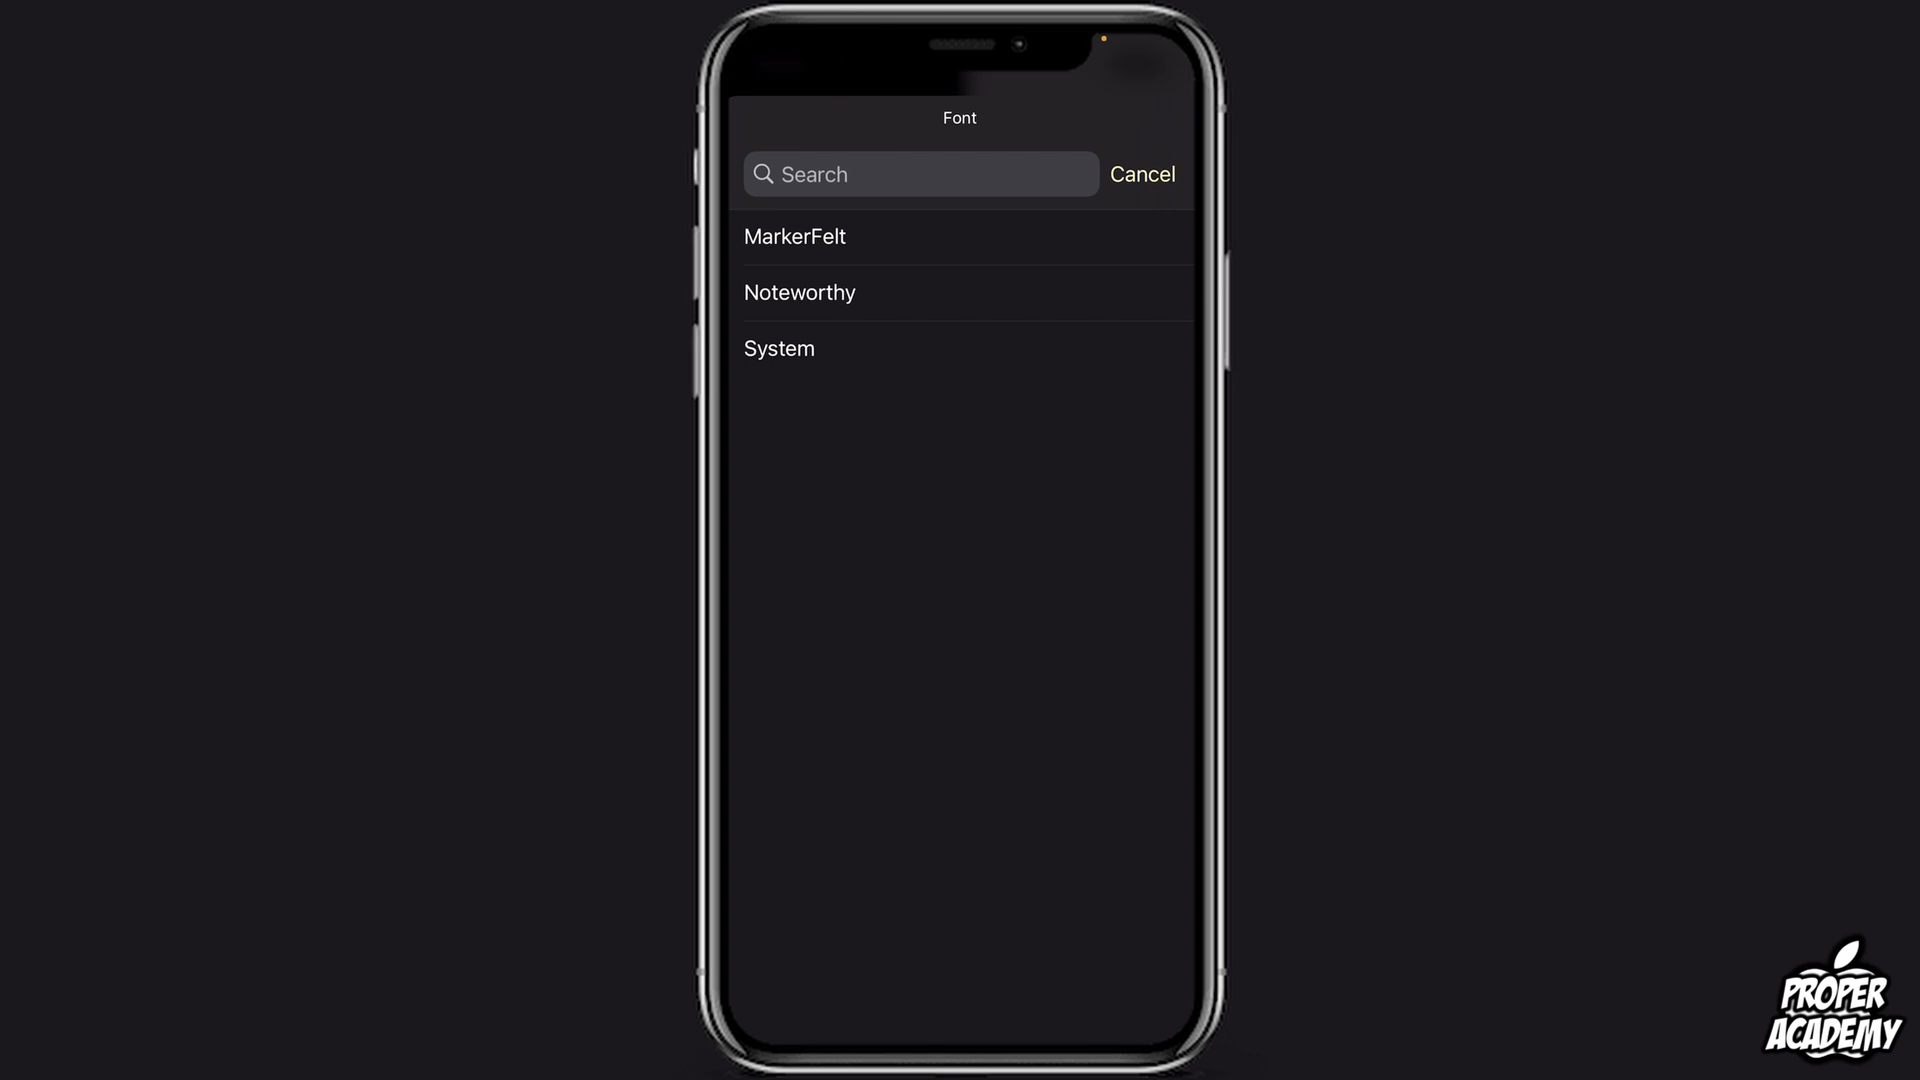 Font
Search
Cancel
MarkerFelt
Noteworthy
System
PROPER
ACADEMY